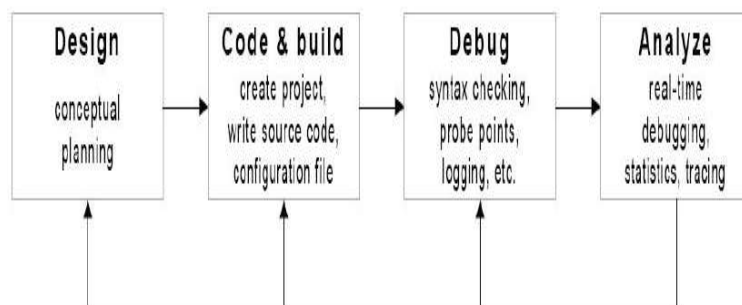 Design
conceptual
planning
Code & build
create project,
write source code,
configuration file
Debug
syntax checking,
probe points,
logging, etc.
Analyze
real-time
debugging,
statistics, tracing